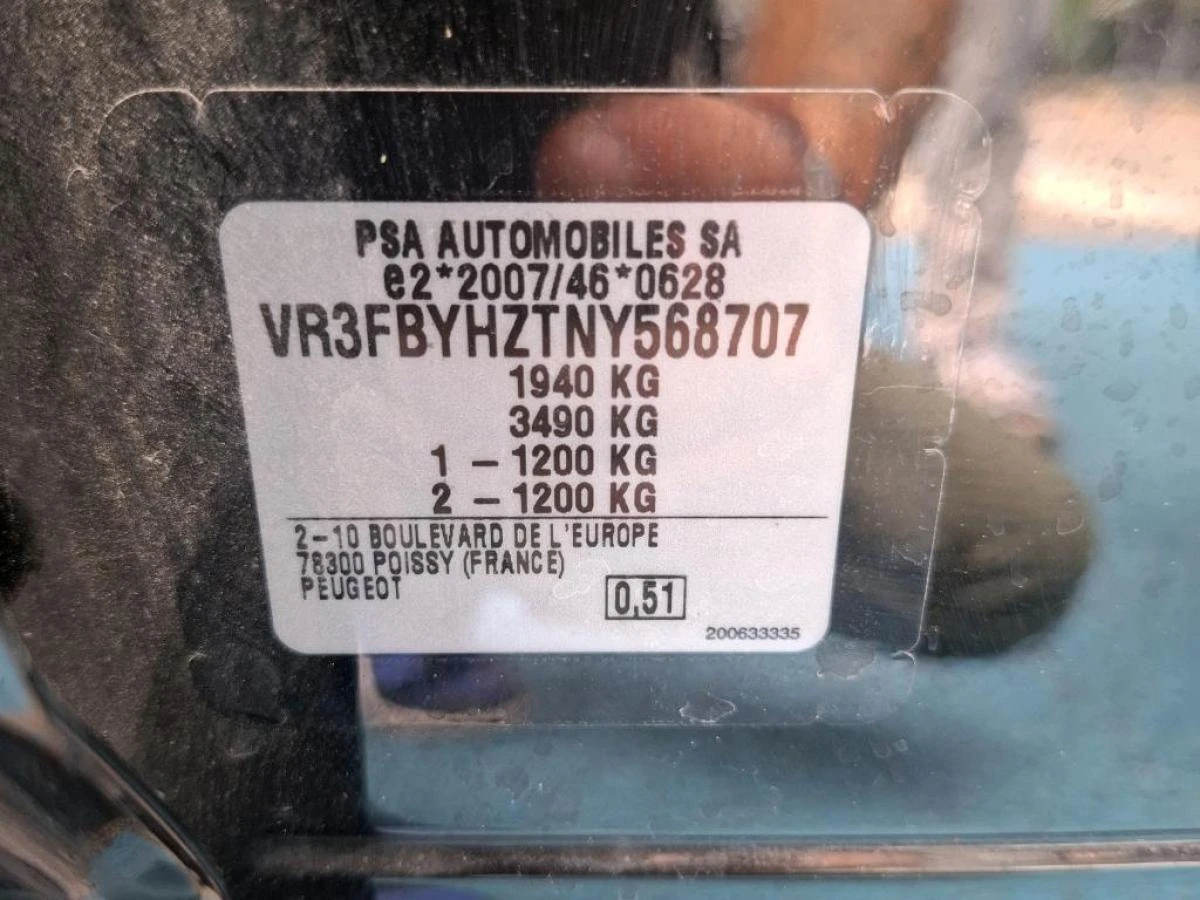 PSA AUTOMOBILES SA
e2*2007/46*0628
VR3FBYHZTNY568707
1940 KG
3490 KG
1 – 1200 KG
2 – 1200 KG
2–10 BOULEVARD DE L'EUROPE
78300 POISSY (FRANCE)
PEUGEOT
0,51
200633335